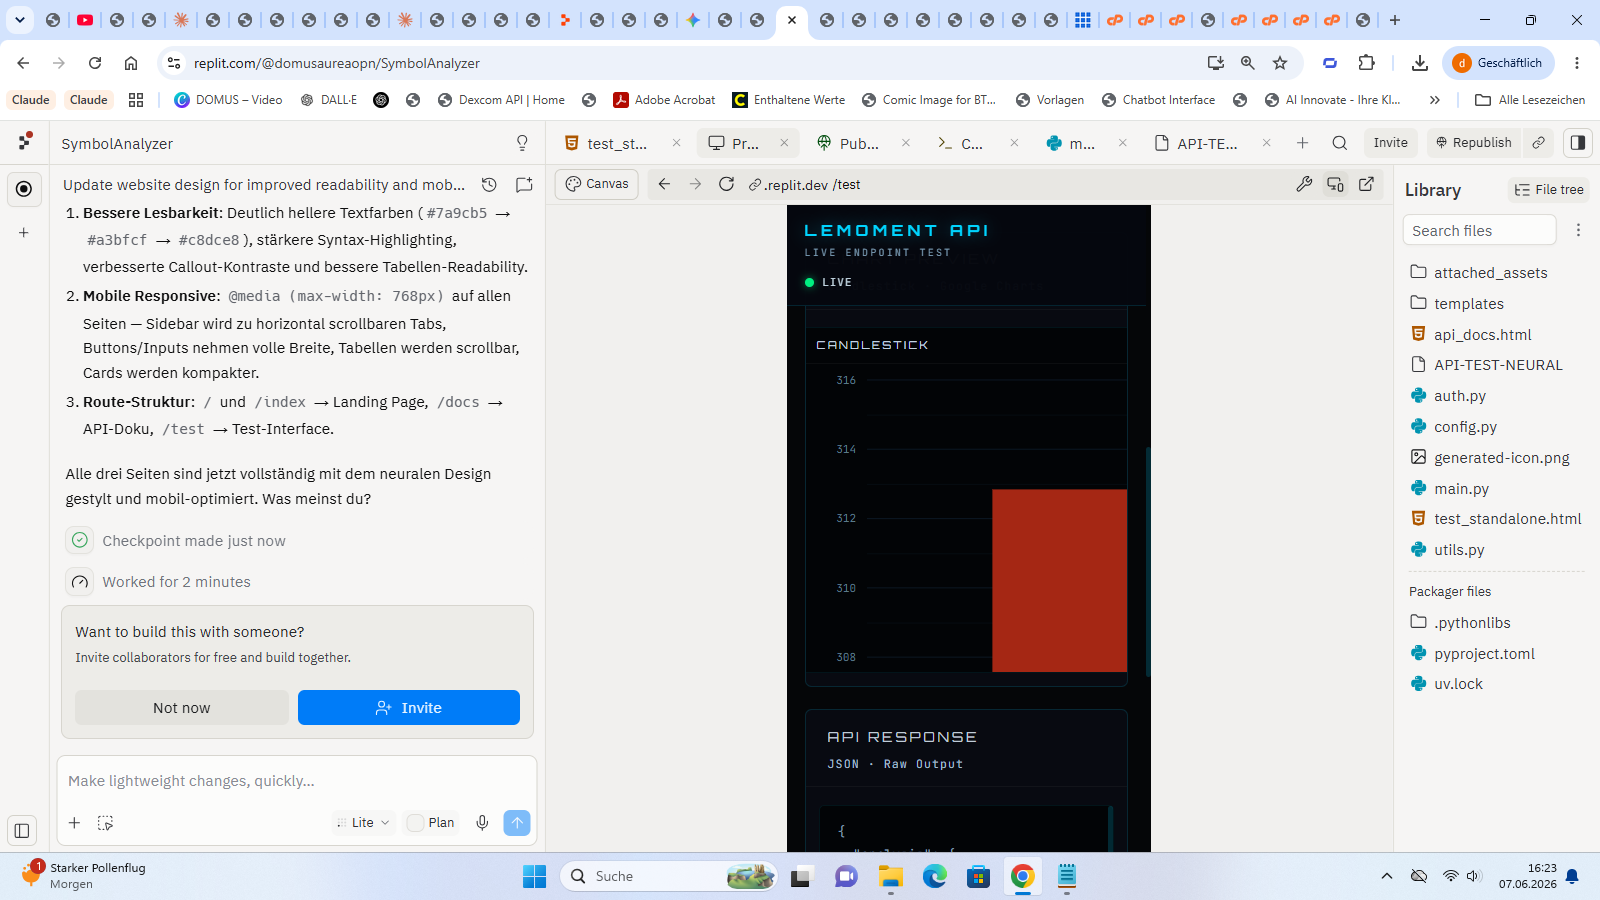 replit.com/@domusaureaopn/SymbolAnalyzer
d Geschäftlich
Claude
Claude
DOMUS – Video
DALL·E
Dexcom API | Home
Adobe Acrobat
Enthaltene Werte
Comic Image for BT...
Vorlagen
Chatbot Interface
AI Innovate - Ihre KI...
»
Alle Lesezeichen
SymbolAnalyzer
Update website design for improved readability and mob...
1. Bessere Lesbarkeit: Deutlich hellere Textfarben ( #7a9cb5 →
#a3bfcf → #c8dce8 ), stärkere Syntax-Highlighting,
verbesserte Callout-Kontraste und bessere Tabellen-Readability.
2. Mobile Responsive: @media (max-width: 768px) auf allen
Seiten — Sidebar wird zu horizontal scrollbaren Tabs,
Buttons/Inputs nehmen volle Breite, Tabellen werden scrollbar,
Cards werden kompakter.
3. Route-Struktur: / und /index → Landing Page, /docs →
API-Doku, /test → Test-Interface.
Alle drei Seiten sind jetzt vollständig mit dem neuralen Design
gestylt und mobil-optimiert. Was meinst du?
Checkpoint made just now
Worked for 2 minutes
Want to build this with someone?
Invite collaborators for free and build together.
Not now
Invite
Make lightweight changes, quickly...
Lite
Plan
test_st...
Pr...
Pub...
C...
m...
API-TE...
Invite
Republish
Canvas
.replit.dev /test
LEMOMENT API
LIVE ENDPOINT TEST
LIVE
CANDLESTICK
316
314
312
310
308
API RESPONSE
JSON · Raw Output
{
Library
File tree
Search files
attached_assets
templates
api_docs.html
API-TEST-NEURAL
auth.py
config.py
generated-icon.png
main.py
test_standalone.html
utils.py
Packager files
.pythonlibs
pyproject.toml
uv.lock
1
Starker Pollenflug
Morgen
Suche
16:23
07.06.2026